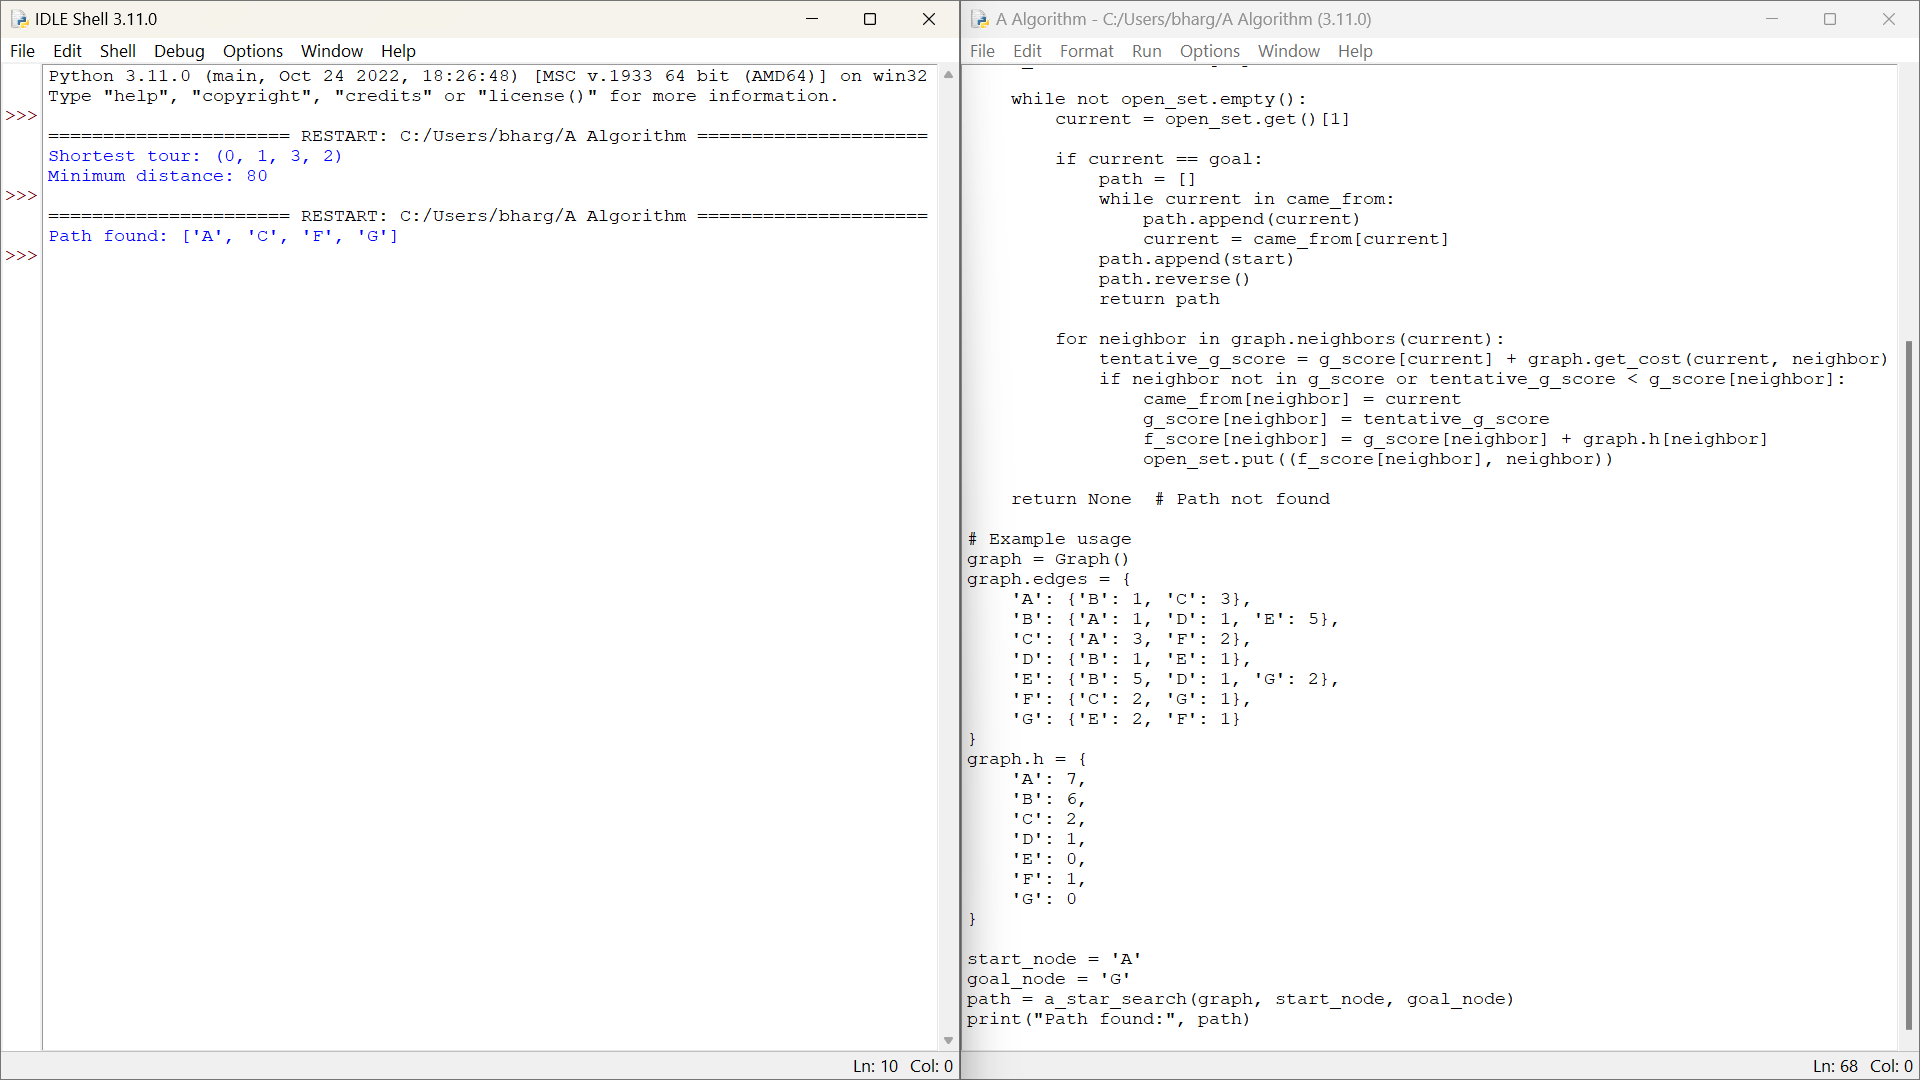 IDLE Shell 3.11.0
File Edit Shell Debug Options Window Help
Python 3.11.0 (main, Oct 24 2022, 18:26:48) [MSC v.1933 64 bit (AMD64)] on win32
Type "help", "copyright", "credits" or "license()" for more information.
>>>
====================== RESTART: C:/Users/bharg/A Algorithm =====================
Shortest tour: (0, 1, 3, 2)
Minimum distance: 80
>>>
====================== RESTART: C:/Users/bharg/A Algorithm =====================
Path found: ['A', 'C', 'F', 'G']
>>>
Ln: 10 Col: 0
A Algorithm - C:/Users/bharg/A Algorithm (3.11.0)
File Edit Format Run Options Window Help
    while not open_set.empty():
        current = open_set.get()[1]
        if current == goal:
            path = []
            while current in came_from:
                path.append(current)
                current = came_from[current]
            path.append(start)
            path.reverse()
            return path
        for neighbor in graph.neighbors(current):
            tentative_g_score = g_score[current] + graph.get_cost(current, neighbor)
            if neighbor not in g_score or tentative_g_score < g_score[neighbor]:
                came_from[neighbor] = current
                g_score[neighbor] = tentative_g_score
                f_score[neighbor] = g_score[neighbor] + graph.h[neighbor]
                open_set.put((f_score[neighbor], neighbor))
    return None  # Path not found
# Example usage
graph = Graph()
graph.edges = {
    'A': {'B': 1, 'C': 3},
    'B': {'A': 1, 'D': 1, 'E': 5},
    'C': {'A': 3, 'F': 2},
    'D': {'B': 1, 'E': 1},
    'E': {'B': 5, 'D': 1, 'G': 2},
    'F': {'C': 2, 'G': 1},
    'G': {'E': 2, 'F': 1}
}
graph.h = {
    'A': 7,
    'B': 6,
    'C': 2,
    'D': 1,
    'E': 0,
    'F': 1,
    'G': 0
}
start_node = 'A'
goal_node = 'G'
path = a_star_search(graph, start_node, goal_node)
print("Path found:", path)
Ln: 68 Col: 0